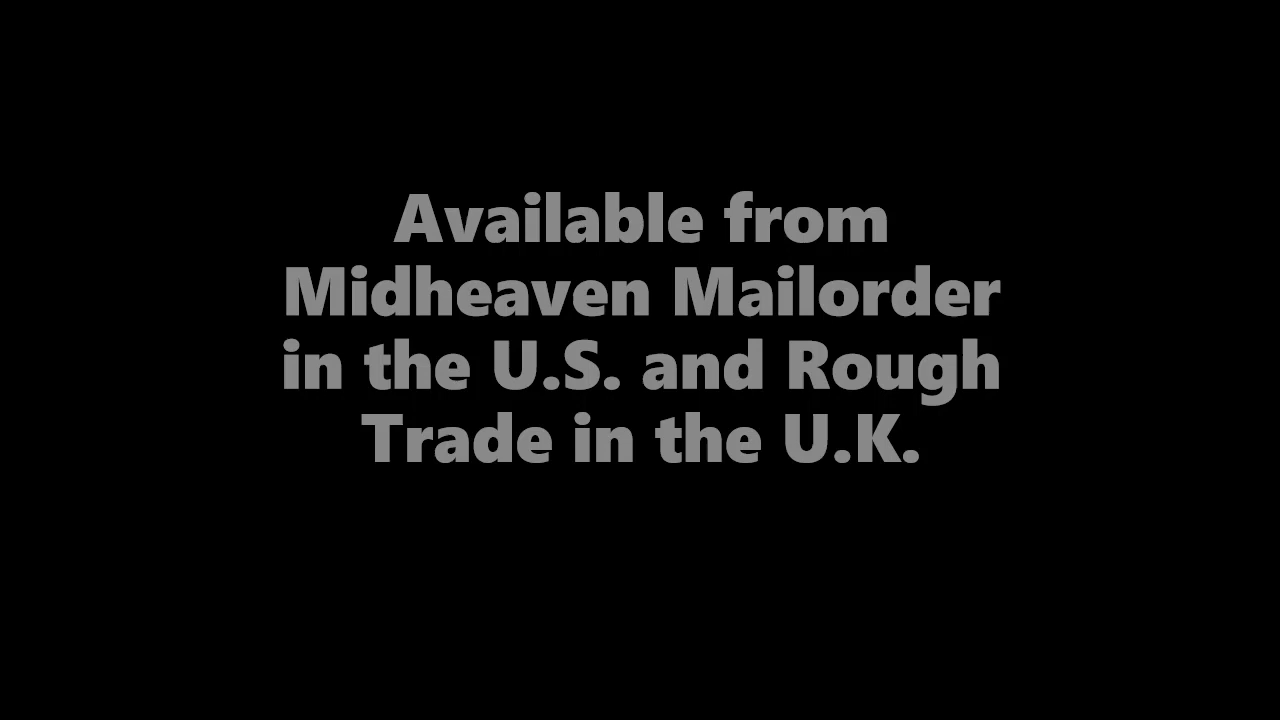 Available from
Midheaven Mailorder
in the U.S. and Rough
Trade in the U.K.